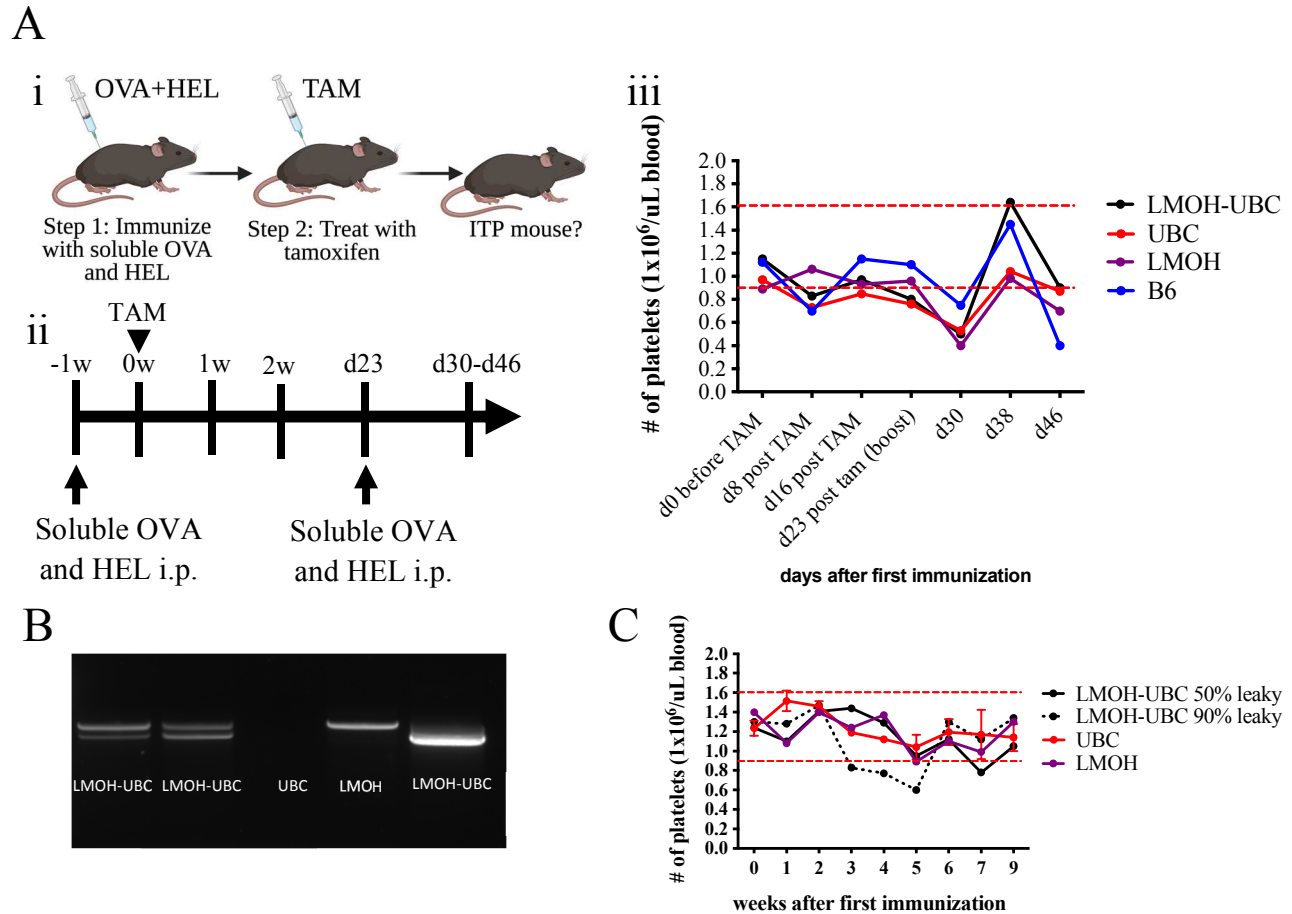 A
i
OVA+HEL
TAM
Step 1: Immunize
with soluble OVA
and HEL
Step 2: Treat with
tamoxifen
ITP mouse?
ii
TAM
-1w
0w
1w
2w
d23
d30-d46
Soluble OVA
and HEL i.p.
Soluble OVA
and HEL i.p.
iii
# of platelets (1x10⁶/uL blood)
2.0
1.8
1.6
1.4
1.2
1.0
0.8
0.6
0.4
0.2
0.0
d0 before TAM
d8 post TAM
d16 post TAM
d23 post tam (boost)
d30
d38
d46
days after first immunization
LMOH-UBC
UBC
LMOH
B6
B
LMOH-UBC
LMOH-UBC
UBC
LMOH
LMOH-UBC
C
# of platelets (1x10⁶/uL blood)
2.0
1.8
1.6
1.4
1.2
1.0
0.8
0.6
0.4
0.2
0.0
0 1 2 3 4 5 6 7 9
weeks after first immunization
LMOH-UBC 50% leaky
LMOH-UBC 90% leaky
UBC
LMOH